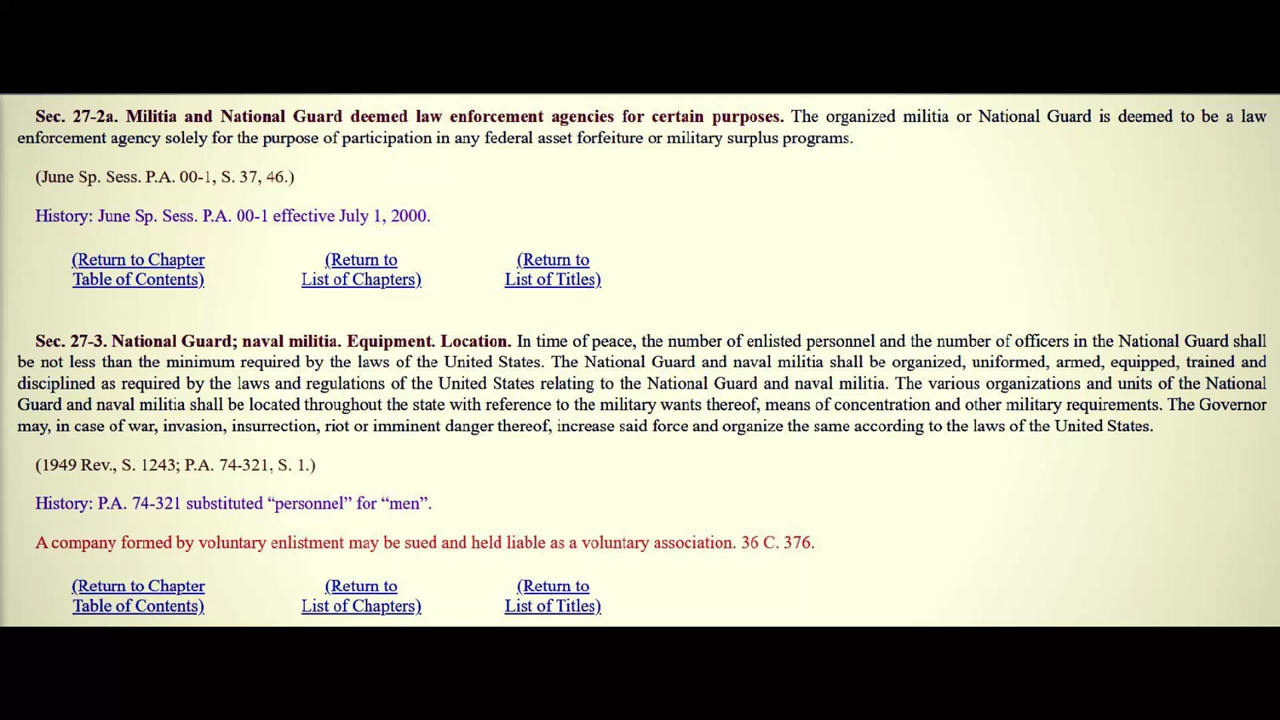 Sec. 27-2a. Militia and National Guard deemed law enforcement agencies for certain purposes. The organized militia or National Guard is deemed to be a law
enforcement agency solely for the purpose of participation in any federal asset forfeiture or military surplus programs.
(June Sp. Sess. P.A. 00-1, S. 37, 46.)
History: June Sp. Sess. P.A. 00-1 effective July 1, 2000.
(Return to Chapter (Return to (Return to
Table of Contents) List of Chapters) List of Titles)
Sec. 27-3. National Guard; naval militia. Equipment. Location. In time of peace, the number of enlisted personnel and the number of officers in the National Guard shall
be not less than the minimum required by the laws of the United States. The National Guard and naval militia shall be organized, uniformed, armed, equipped, trained and
disciplined as required by the laws and regulations of the United States relating to the National Guard and naval militia. The various organizations and units of the National
Guard and naval militia shall be located throughout the state with reference to the military wants thereof, means of concentration and other military requirements. The Governor
may, in case of war, invasion, insurrection, riot or imminent danger thereof, increase said force and organize the same according to the laws of the United States.
(1949 Rev., S. 1243; P.A. 74-321, S. 1.)
History: P.A. 74-321 substituted “personnel” for “men”.
A company formed by voluntary enlistment may be sued and held liable as a voluntary association. 36 C. 376.
(Return to Chapter (Return to (Return to
Table of Contents) List of Chapters) List of Titles)